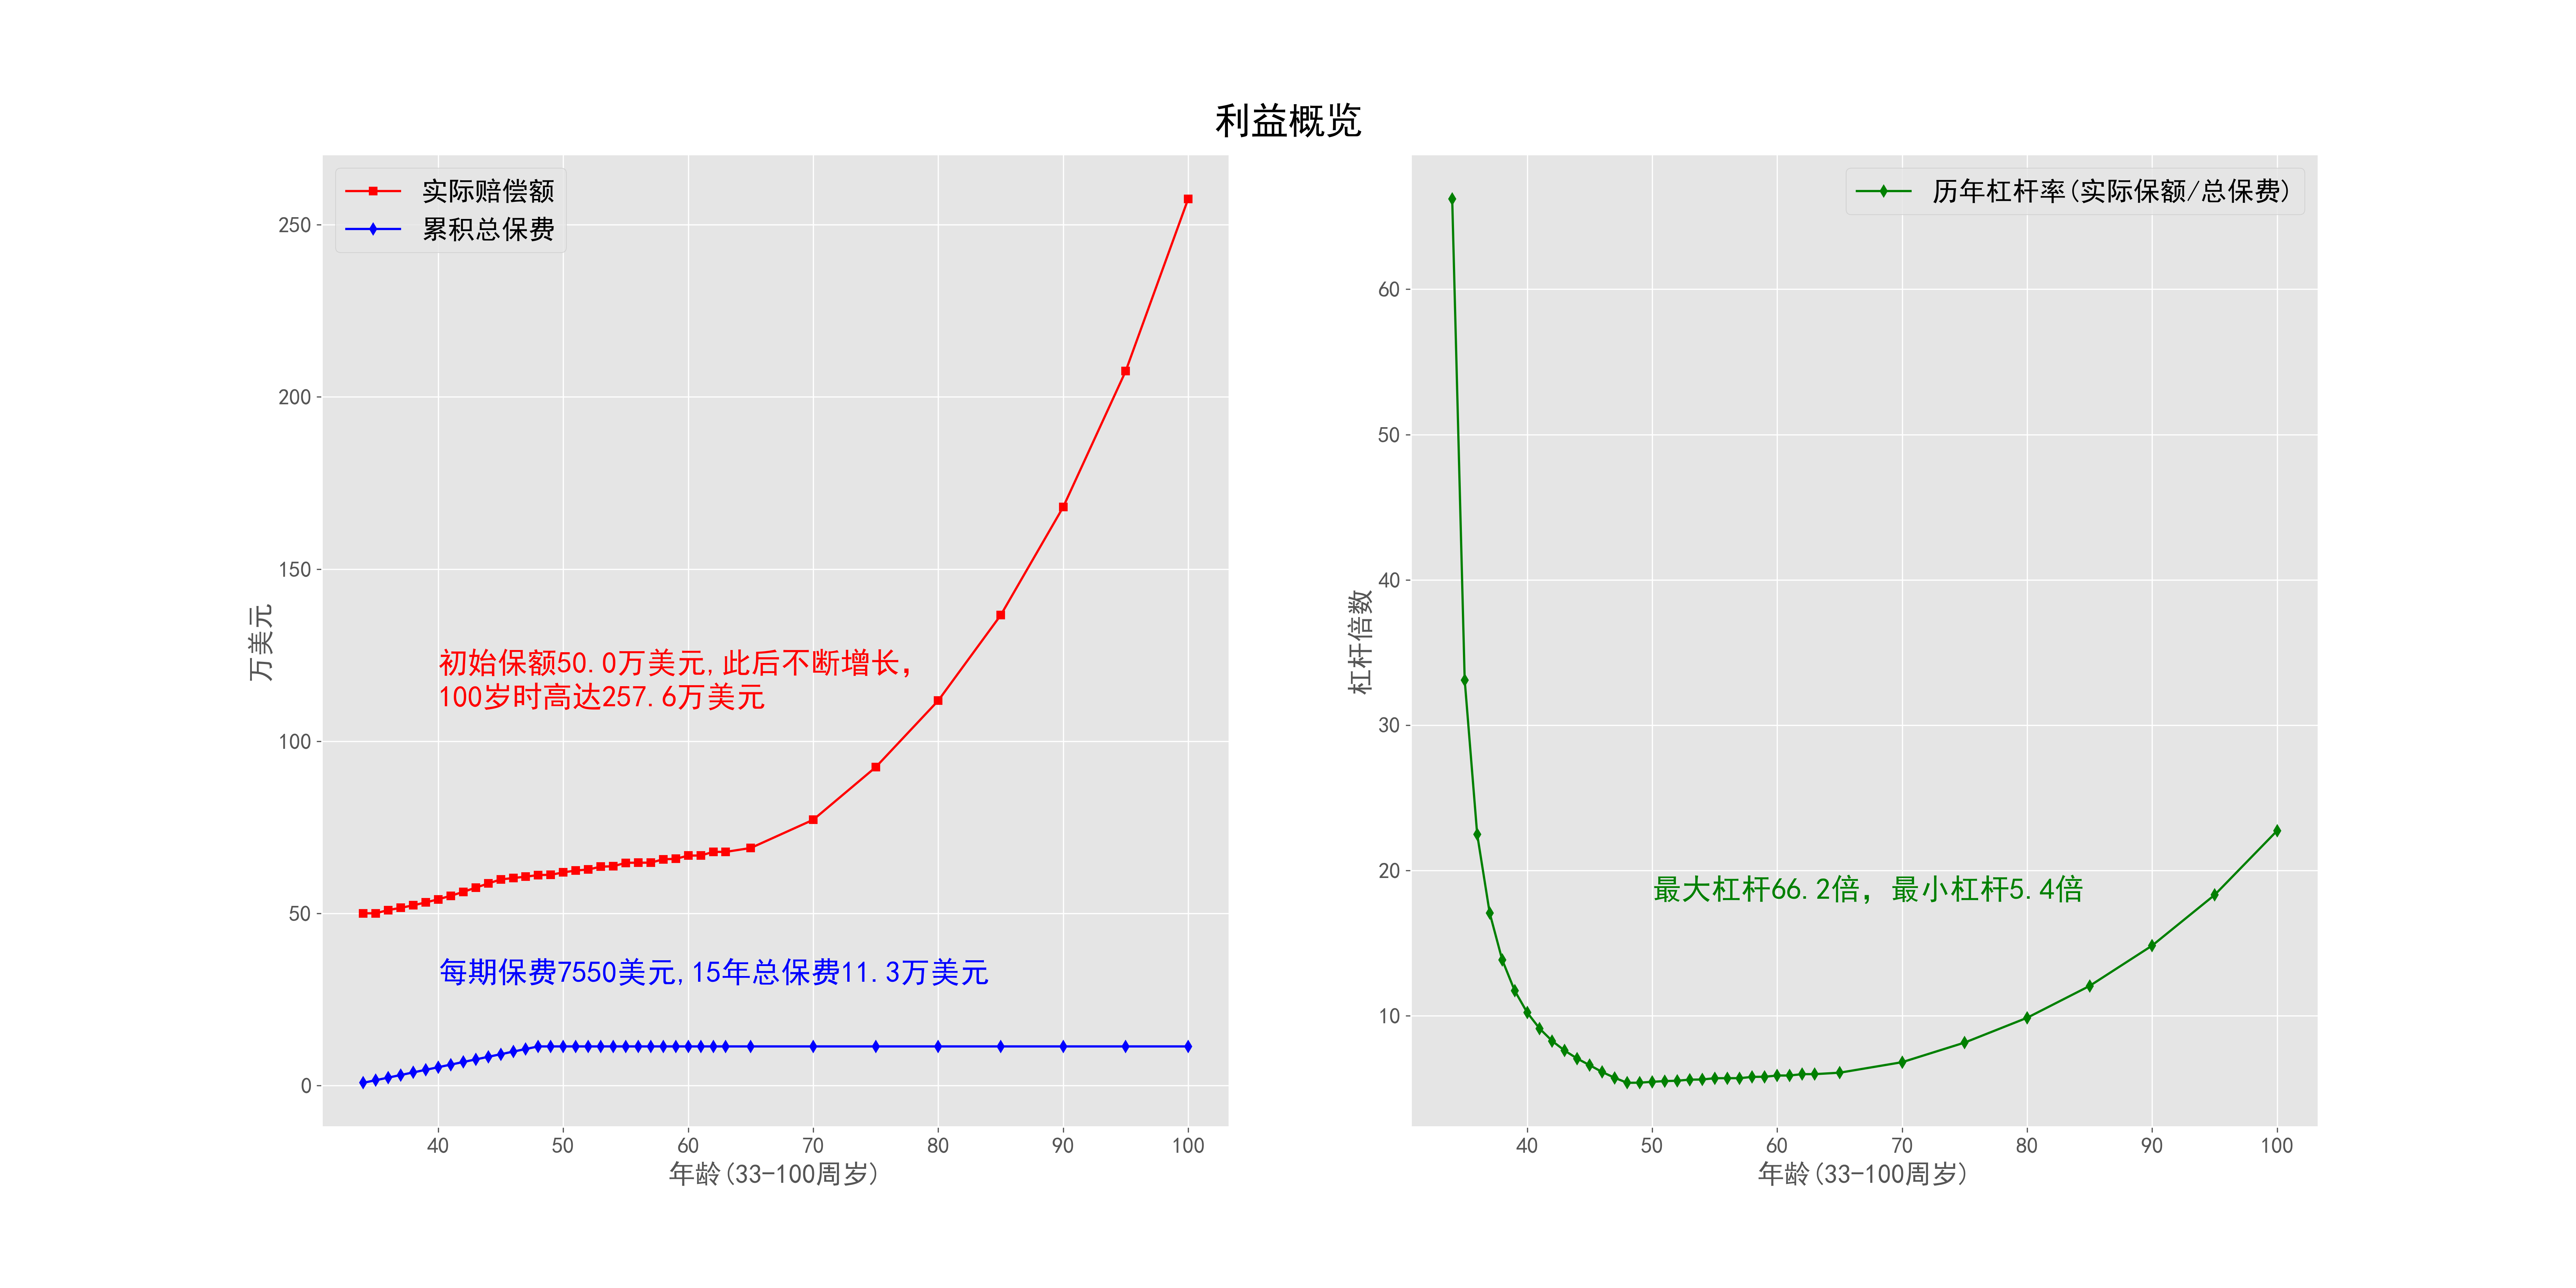 利益概览
实际赔偿额
累积总保费
250
200
150
100
50
0
万美元
初始保额50.0万美元,此后不断增长，
100岁时高达257.6万美元
每期保费7550美元,15年总保费11.3万美元
40 50 60 70 80 90 100
年龄(33-100周岁)
历年杠杆率(实际保额/总保费)
60
50
40
30
20
10
杠杆倍数
最大杠杆66.2倍，最小杠杆5.4倍
40 50 60 70 80 90 100
年龄(33-100周岁)